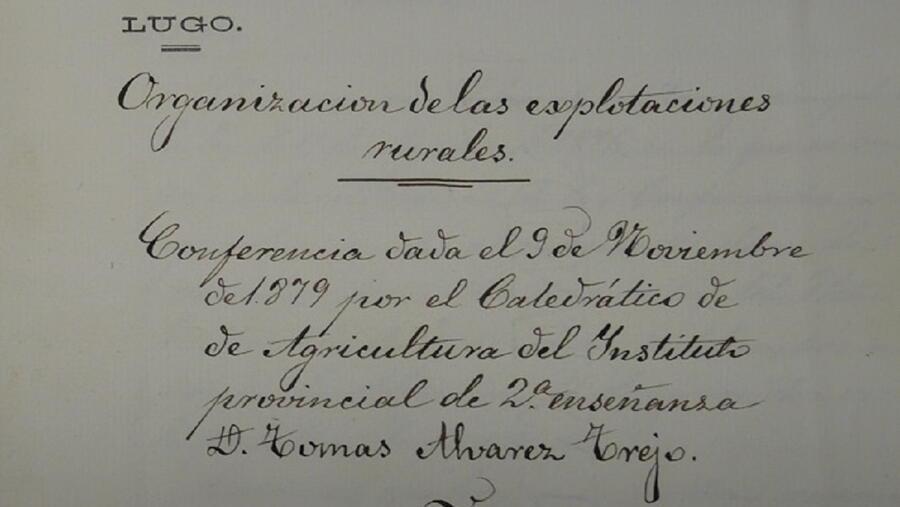 LUGO.
Organizacion de las explotaciones
rurales.
Conferencia dada el 9 de Noviembre
de 1.879 por el Catedrático de
de Agricultura del Instituto
provincial de 2.ª enseñanza
D. Tomas Alvarez Trejo.